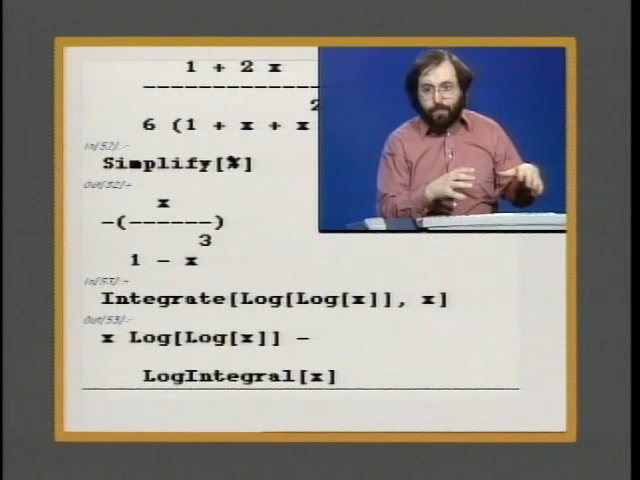 1 + 2 x
2
6 (1 + x + x
In[52]:=
Simplify[%]
Out[52]=
x
-(------)
3
1 - x
In[53]:=
Integrate[Log[Log[x]], x]
Out[53]=
x Log[Log[x]] -
LogIntegral[x]